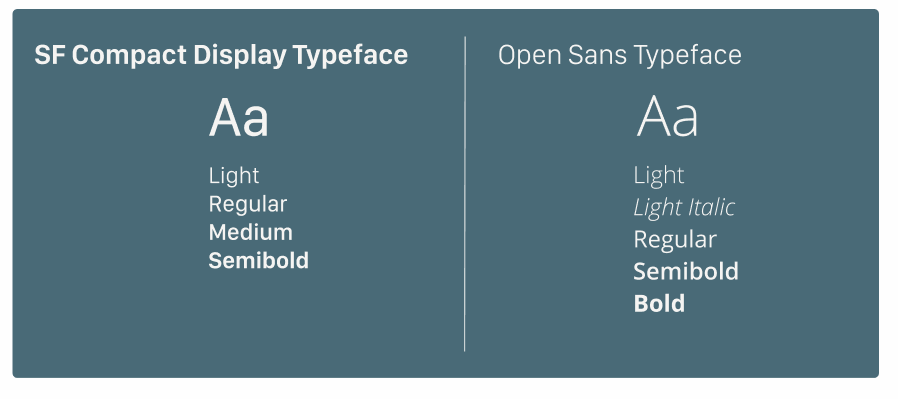 SF Compact Display Typeface
Aa
Light
Regular
Medium
Semibold
Open Sans Typeface
Aa
Light
Light Italic
Regular
Semibold
Bold